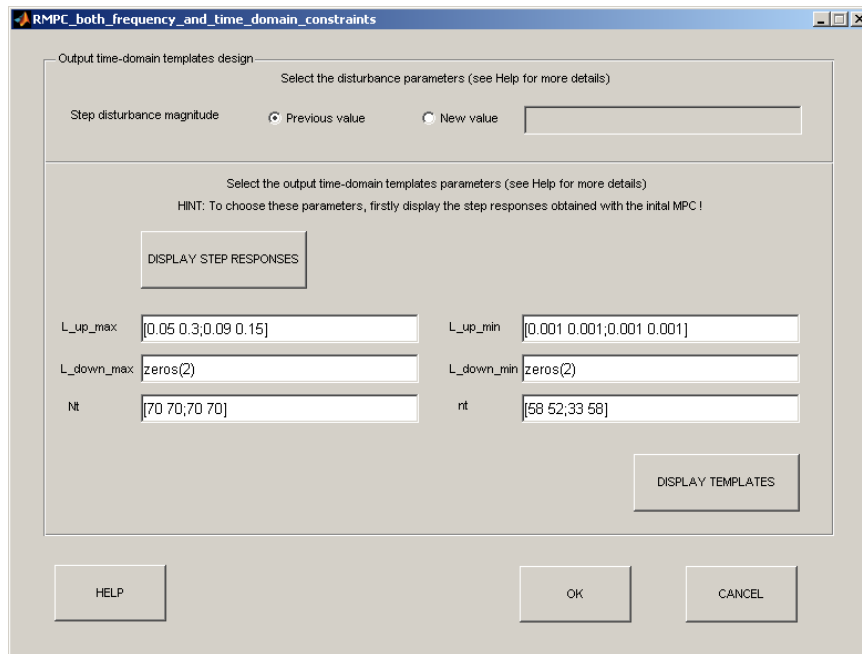 RMPC_both_frequency_and_time_domain_constraints
Output time-domain templates design
Select the disturbance parameters (see Help for more details)
Step disturbance magnitude Previous value New value
Select the output time-domain templates parameters (see Help for more details)
HINT: To choose these parameters, firstly display the step responses obtained with the inital MPC !
DISPLAY STEP RESPONSES
L_up_max [0.05 0.3;0.09 0.15] L_up_min [0.001 0.001;0.001 0.001]
L_down_max zeros(2) L_down_min zeros(2)
Nt [70 70;70 70] nt [58 52;33 58]
DISPLAY TEMPLATES
HELP OK CANCEL